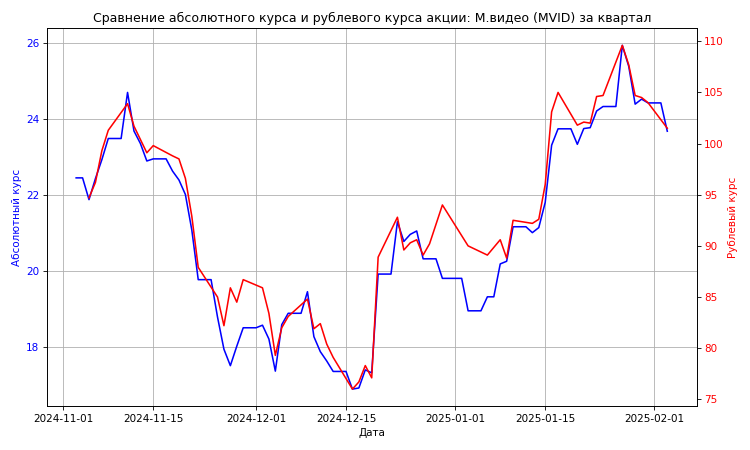 Сравнение абсолютного курса и рублевого курса акции: М.видео (MVID) за квартал
26
24
22
20
18
Абсолютный курс
110
105
100
95
90
85
80
75
Рублевый курс
2024-11-01 2024-11-15 2024-12-01 2024-12-15 2025-01-01 2025-01-15 2025-02-01
Дата